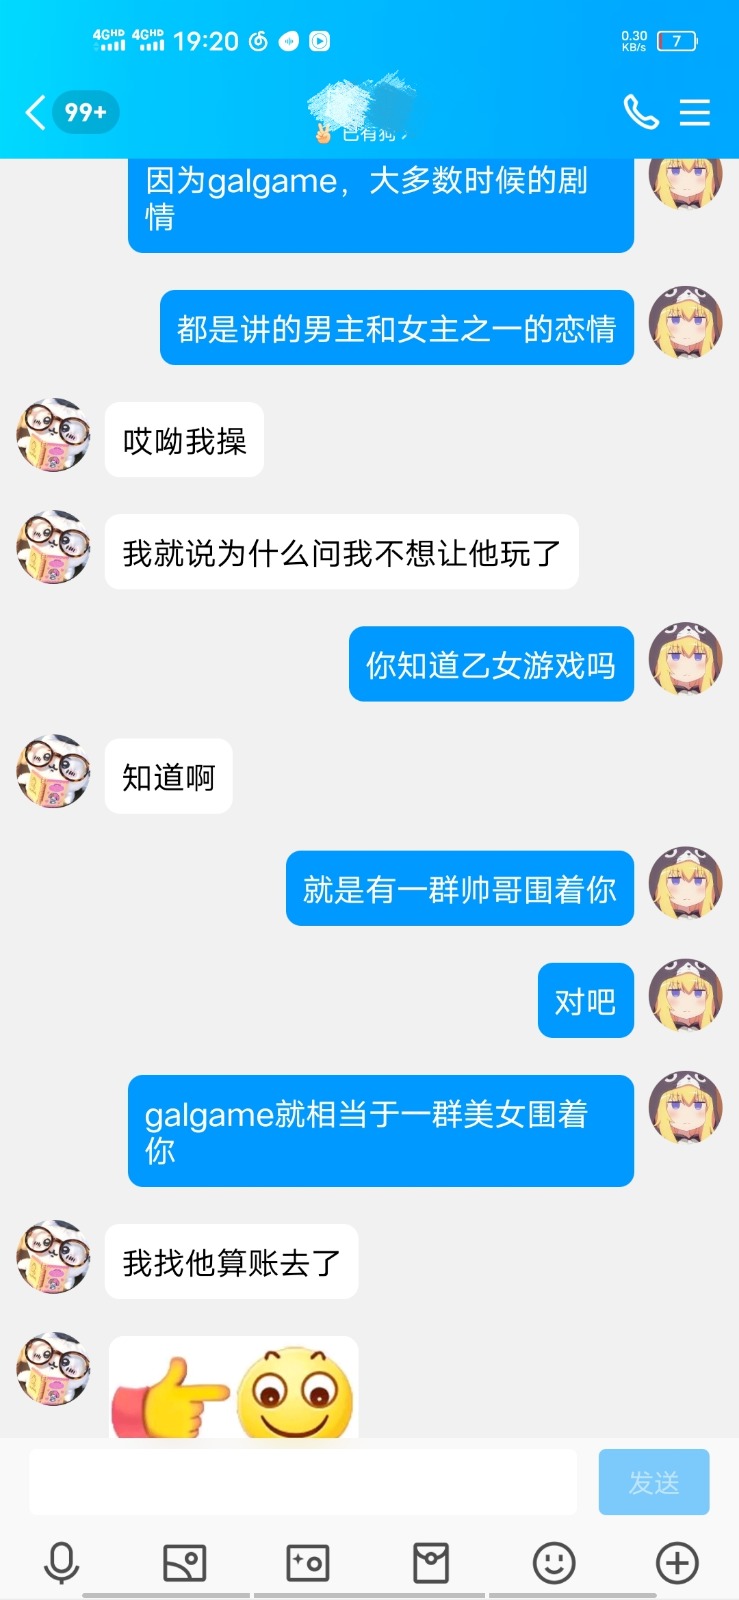 4GHD 4GHD 19:20 0.30 KB/s 7
99+
因为galgame，大多数时候的剧
情
都是讲的男主和女主之一的恋情
哎呦我操
我就说为什么问我不想让他玩了
你知道乙女游戏吗
知道啊
就是有一群帅哥围着你
对吧
galgame就相当于一群美女围着
你
我找他算账去了
发送